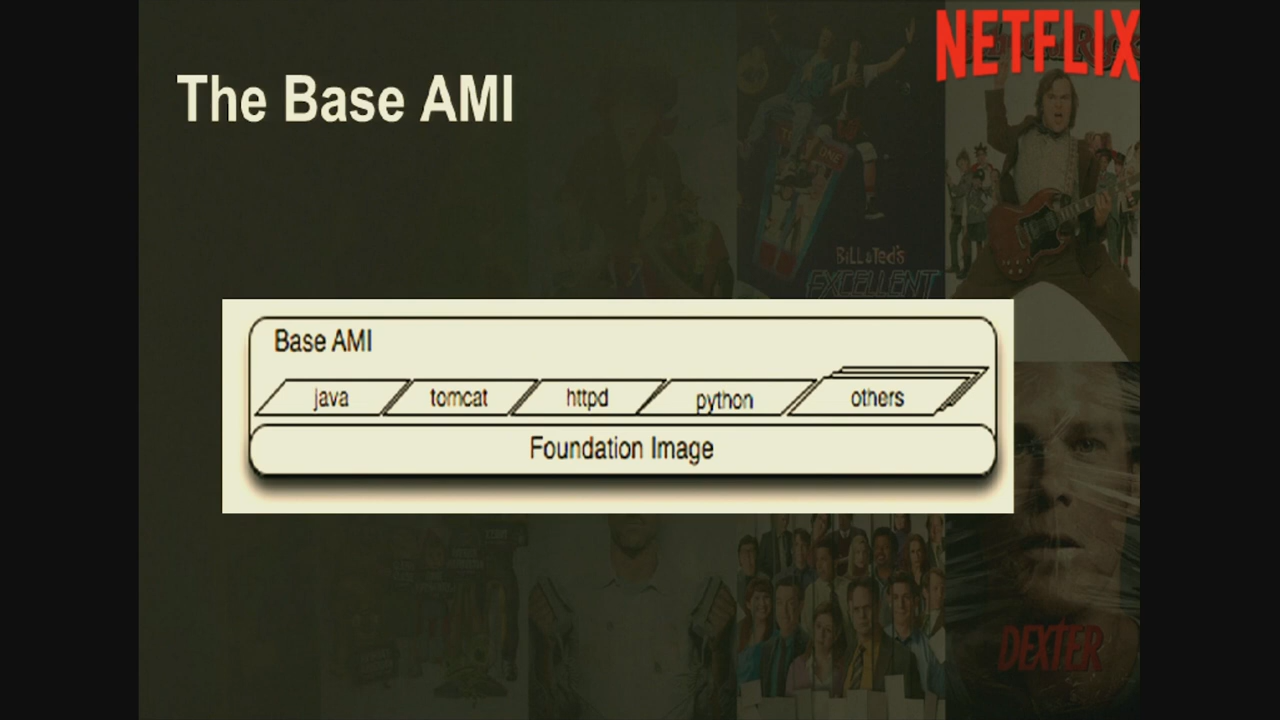 NETFLIX
The Base AMI
BiLL & Ted's
EXCELLENT
Base AMI
java
tomcat
httpd
python
others
Foundation Image
DEXTER